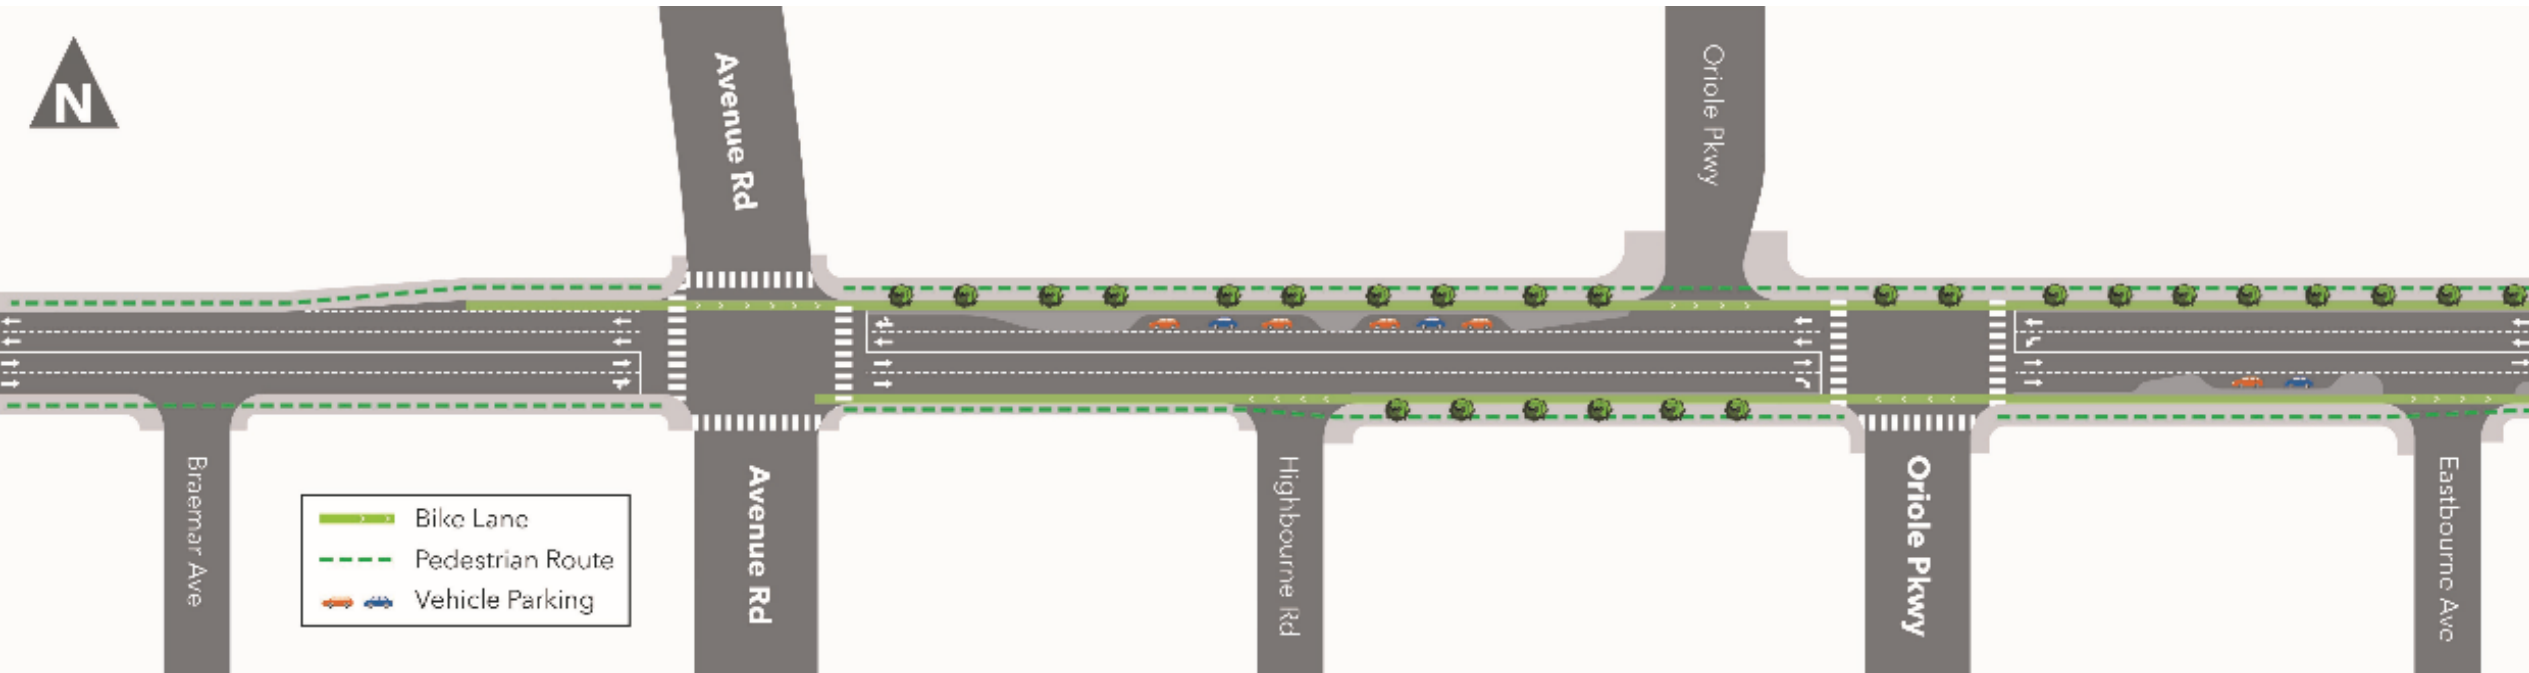 N
Avenue Rd
Oriole Pkwy
Braemar Ave
Bike Lane
Pedestrian Route
Vehicle Parking
Avenue Rd
Highbourne Rd
Oriole Pkwy
Eastbourne Ave